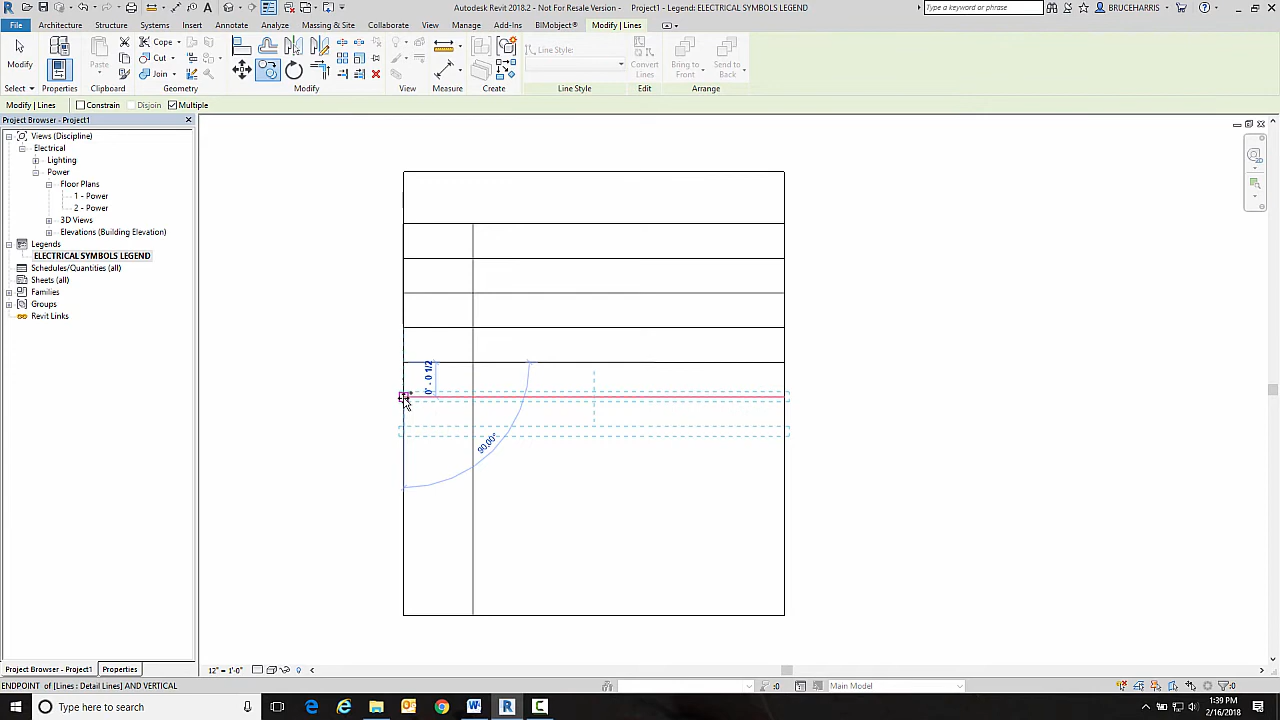 Autodesk Revit 2018.2 - Not For Resale Version - Project1 - Legend: ELECTRICAL SYMBOLS LEGEND
Type a keyword or phrase
BRUCEHARRIS
File Architecture Structure Systems Insert Annotate Analyze Massing & Site Collaborate View Manage Add-Ins BIMobject® Modify | Lines
Modify
Paste
Cope
Cut
Join
Line Style:
Convert Lines
Bring to Front
Send to Back
Select Properties Clipboard Geometry Modify View Measure Create Line Style Edit Arrange
Modify | Lines Constrain Disjoin Multiple
Project Browser - Project1
Views (Discipline)
Electrical
Lighting
Power
Floor Plans
1 - Power
2 - Power
3D Views
Elevations (Building Elevation)
Legends
ELECTRICAL SYMBOLS LEGEND
Schedules/Quantities (all)
Sheets (all)
Families
Groups
Revit Links
0' - 0 1/2
90.00°
Project Browser - Project1 Properties
12" = 1'-0"
ENDPOINT of [Lines : Detail Lines] AND VERTICAL
:0
Main Model
:0
Type here to search
1:39 PM
2/16/2018